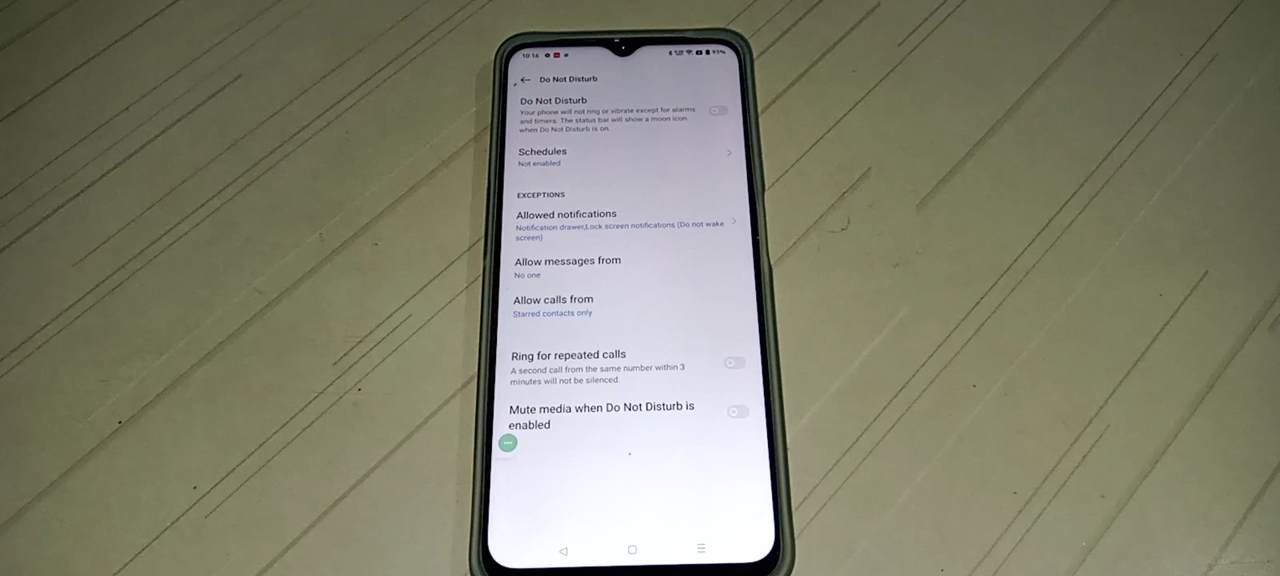 10:16 93%
Do Not Disturb
Do Not Disturb
Your phone will not ring or vibrate except for alarms
and timers. The status bar will show a moon icon
when Do Not Disturb is on.
Schedules
Not enabled
EXCEPTIONS
Allowed notifications
Notification drawer,Lock screen notifications (Do not wake
screen)
Allow messages from
No one
Allow calls from
Starred contacts only
Ring for repeated calls
A second call from the same number within 3
minutes will not be silenced.
Mute media when Do Not Disturb is
enabled